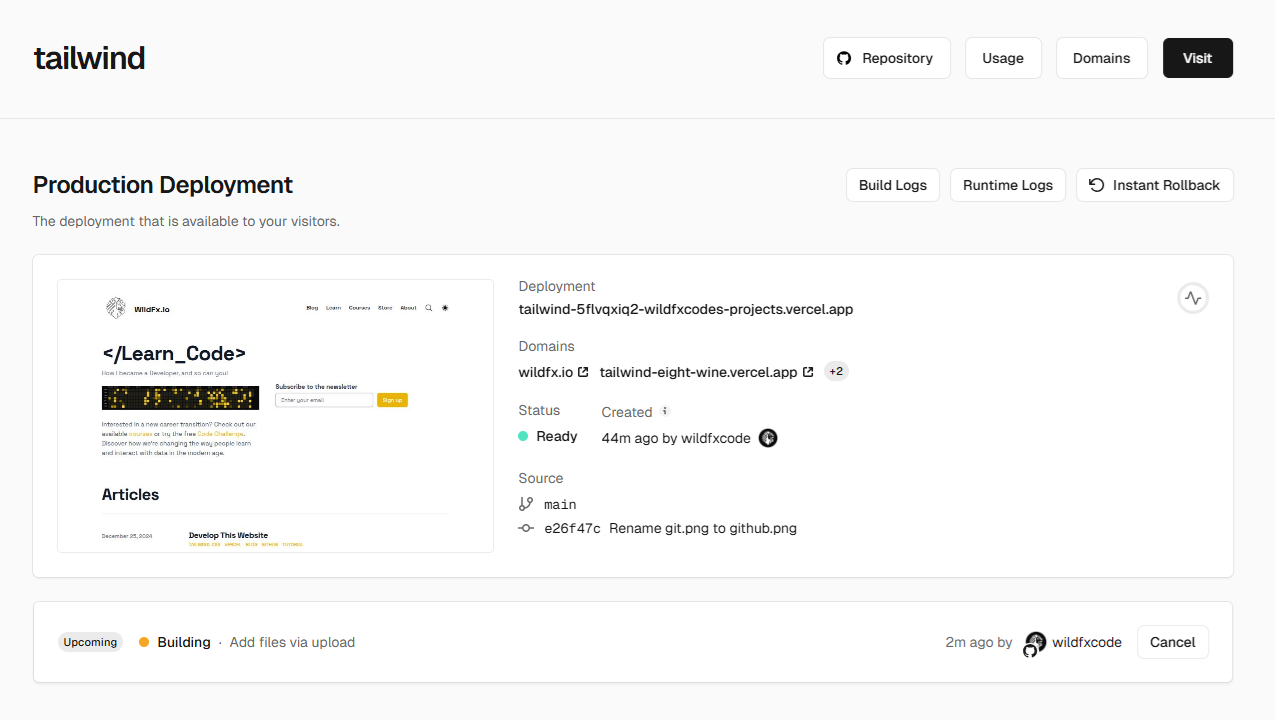 tailwind
Repository
Usage
Domains
Visit
Production Deployment
Build Logs
Runtime Logs
Instant Rollback
The deployment that is available to your visitors.
WildFx.io
Blog Learn Courses Store About
</Learn_Code>
How I became a Developer, and so can you!
Subscribe to the newsletter
Enter your email
Sign up
Interested in a new career transition? Check out our
available courses or try the free Code Challenge.
Discover how we're changing the way people learn
and interact with data in the modern age.
Articles
December 25, 2024
Develop This Website
Deployment
tailwind-5flvqxiq2-wildfxcodes-projects.vercel.app
Domains
wildfx.io tailwind-eight-wine.vercel.app +2
Status
Created
Ready
44m ago by wildfxcode
Source
main
e26f47c Rename git.png to github.png
Upcoming
Building · Add files via upload
2m ago by wildfxcode
Cancel